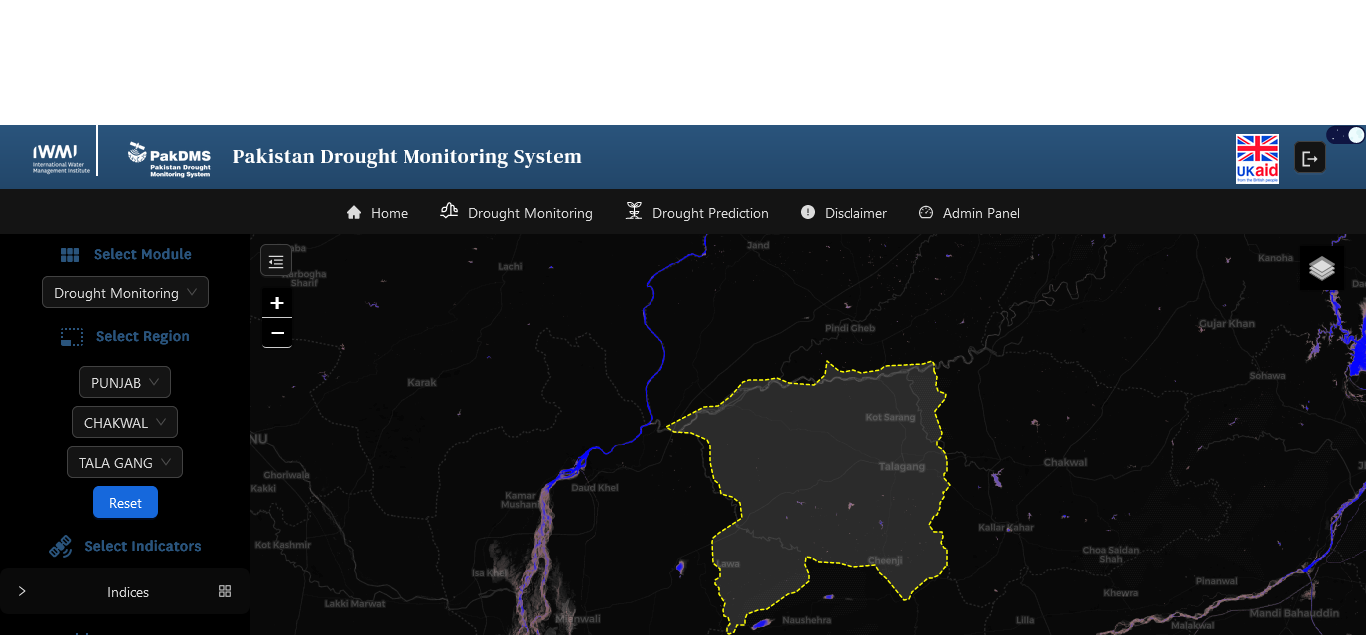 IWMI
International Water
Management Institute
PakDMS
Pakistan Drought
Monitoring System
Pakistan Drought Monitoring System
UKaid
from the British people
Home
Drought Monitoring
Drought Prediction
Disclaimer
Admin Panel
Select Module
Drought Monitoring
Select Region
PUNJAB
CHAKWAL
TALA GANG
Reset
Select Indicators
Indices
+
−
Sharif
Lachi
Jand
Kanoha
Pindi Gheb
Gujar Khan
Karak
Sohawa
Kot Sarang
Talagang
Chakwal
Ghoriwala
Kakki
Daud Khel
Kamar
Mushani
Kallar Kahar
Kot Kashmir
Choa Saidan
Shah
Cheenji
Lawa
Isa Khel
Pinanwal
Khewra
Lakki Marwat
Mianwali
Naushehra
Lilla
Malakwal
Mandi Bahauddin